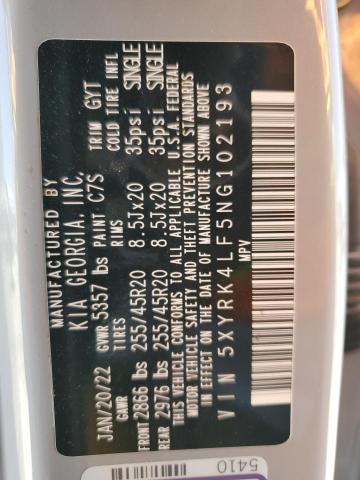 MANUFACTURED BY
KIA GEORGIA, INC.
JAN/20/22 GVWR 5357 lbs PAINT C7S TRIM GYT
GAWR TIRES RIMS COLD TIRE INFL
FRONT 2866 lbs 255/45R20 8.5Jx20 35psi SINGLE
REAR 2976 lbs 255/45R20 8.5Jx20 35psi SINGLE
THIS VEHICLE CONFORMS TO ALL APPLICABLE U.S.A. FEDERAL
MOTOR VEHICLE SAFETY AND THEFT PREVENTION STANDARDS
IN EFFECT ON THE DATE OF MANUFACTURE SHOWN ABOVE
VIN 5XYRK4LF5NG102193
MPV
5410